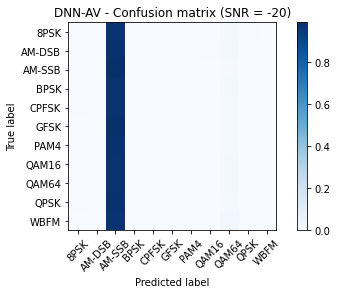 DNN-AV - Confusion matrix (SNR = -20)
8PSK
AM-DSB
AM-SSB
BPSK
CPFSK
GFSK
PAM4
QAM16
QAM64
QPSK
WBFM
True label
8PSK
AM-DSB
AM-SSB
BPSK
CPFSK
GFSK
PAM4
QAM16
QAM64
QPSK
WBFM
Predicted label
0.8
0.6
0.4
0.2
0.0